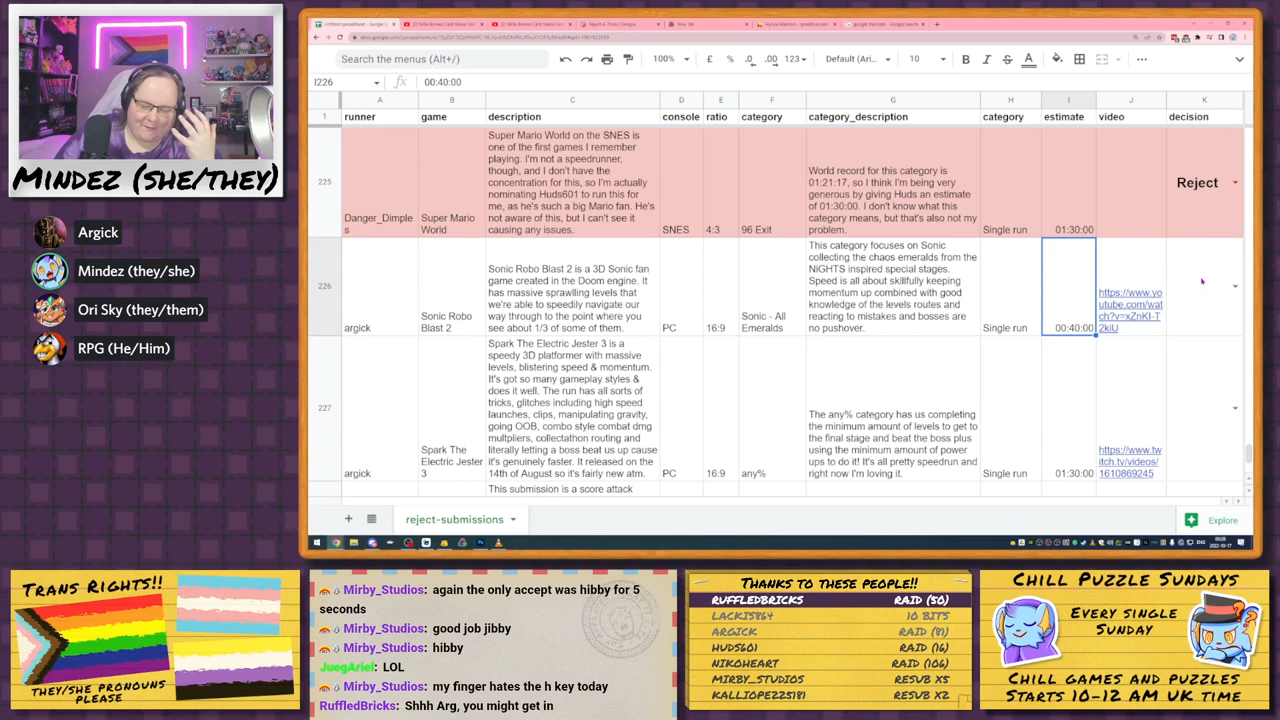 MINDEZ (SHE/THEY)
Argick
Mindez (they/she)
Ori Sky (they/them)
RPG (He/Him)
Search the menus (Alt+/)
100%
£
%
.0
.00
123
Default (Ari...
10
B
I
S
A
I226
fx
00:40:00
A
B
C
D
E
F
G
H
I
J
K
1
runner
game
description
console
ratio
category
category_description
category
estimate
video
decision
225
Danger_Dimple
s
Super Mario
World
Super Mario World on the SNES is
one of the first games I remember
playing. I'm not a speedrunner,
though, and I don't have the
concentration for this, so I'm actually
nominating Huds601 to run this for
me, as he's such a big Mario fan. He's
not aware of this, but I can't see it
causing any issues.
SNES
4:3
96 Exit
World record for this category is
01:21:17, so I think I'm being very
generous by giving Huds an estimate
of 01:30:00. I don't know what this
category means, but that's also not my
problem.
Single run
01:30:00
Reject
226
argick
Sonic Robo
Blast 2
Sonic Robo Blast 2 is a 3D Sonic fan
game created in the Doom engine. It
has massive sprawlling levels that
we're able to speedily navigate our
way through to the point where you
see about 1/3 of some of them.
PC
16:9
Sonic - All
Emeralds
This category focuses on Sonic
collecting the chaos emeralds from the
NiGHTS inspired special stages.
Speed is all about skillfully keeping
momentum up combined with good
knowledge of the levels routes and
reacting to mistakes and bosses are
no pushover.
Single run
00:40:00
https://www.yo
utube.com/wat
ch?v=xZnKI-T
2kiU
227
argick
Spark The
Electric Jester
3
Spark The Electric Jester 3 is a
speedy 3D platformer with massive
levels, blistering speed & momentum.
It's got so many gameplay styles &
does it well. The run has all sorts of
tricks, glitches including high speed
launches, clips, manipulating gravity,
going OOB, combo style combat dmg
multpliers, collectathon routing and
literally letting a boss beat us up cause
it's genuinely faster. It released on the
14th of August so it's fairly new atm.
PC
16:9
any%
The any% category has us completing
the minimum amount of levels to get to
the final stage and beat the boss plus
using the minimum amount of power
ups to do it! It's all pretty speedrun and
right now I'm loving it.
Single run
01:30:00
https://www.tw
itch.tv/videos/
1610869245
This submission is a score attack
reject-submissions
Explore
TRANS RIGHTS!!
THEY/SHE PRONOUNS
PLEASE
Mirby_Studios: again the only accept was hibby for 5
seconds
Mirby_Studios: good job jibby
Mirby_Studios: hibby
JuegAriel: LOL
Mirby_Studios: my finger hates the h key today
RuffledBricks: Shhh Arg, you might get in
THANKS TO THESE PEOPLE!!
RUFFLEDBRICKS RAID (50)
LACKIS864 10 BITS
ARGICK RAID (81)
HUDS601 RAID (16)
NIKOHEART RAID (106)
MIRBY_STUDIOS RESUB X5
KALLIOPE225181 RESUB X2
CHILL PUZZLE SUNDAYS
EVERY SINGLE
SUNDAY
CHILL GAMES AND PUZZLES
STARTS 10-12 AM UK TIME